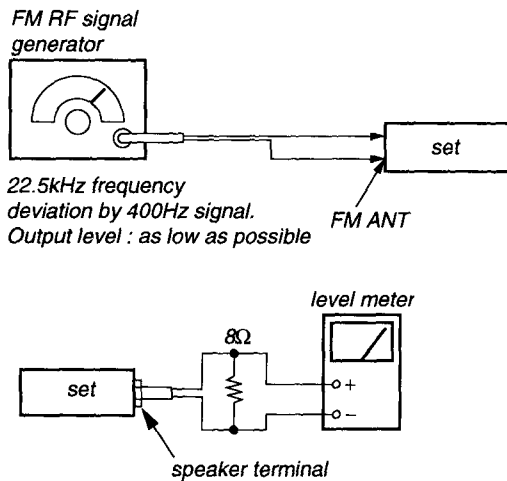 FM RF signal
generator
set
22.5kHz frequency
deviation by 400Hz signal.
Output level : as low as possible
FM ANT
level meter
8Ω
set
+
−
speaker terminal